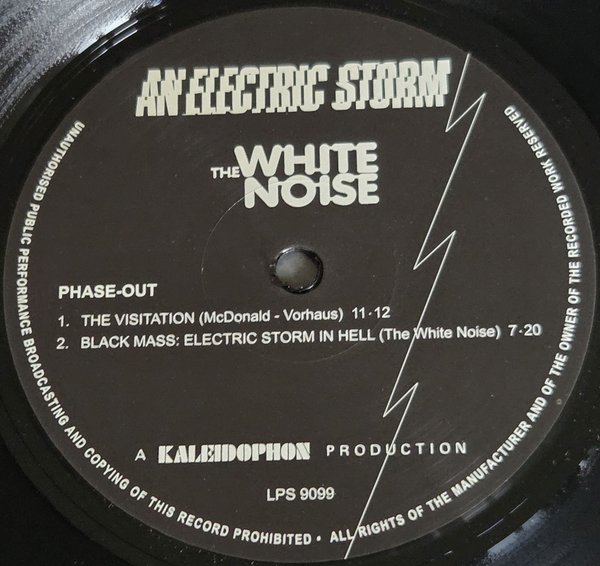 AN ELECTRIC STORM
THE WHITE NOISE
PHASE-OUT
1. THE VISITATION (McDonald - Vorhaus) 11·12
2. BLACK MASS: ELECTRIC STORM IN HELL (The White Noise) 7·20
A KALEIDOPHON PRODUCTION
LPS 9099
UNAUTHORISED PUBLIC PERFORMANCE BROADCASTING AND COPYING OF THIS RECORD PROHIBITED • ALL RIGHTS OF THE MANUFACTURER AND OF THE OWNER OF THE RECORDED WORK RESERVED